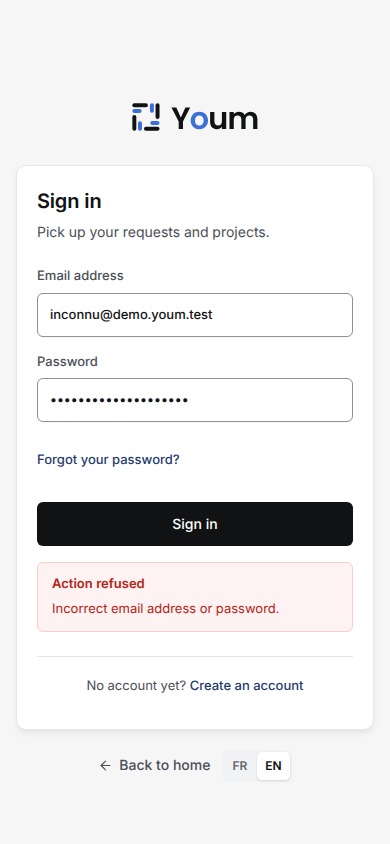 Youm
Sign in
Pick up your requests and projects.
Email address
inconnu@demo.youm.test
Password
••••••••••••••••••••
Forgot your password?
Sign in
Action refused
Incorrect email address or password.
No account yet? Create an account
← Back to home FR EN